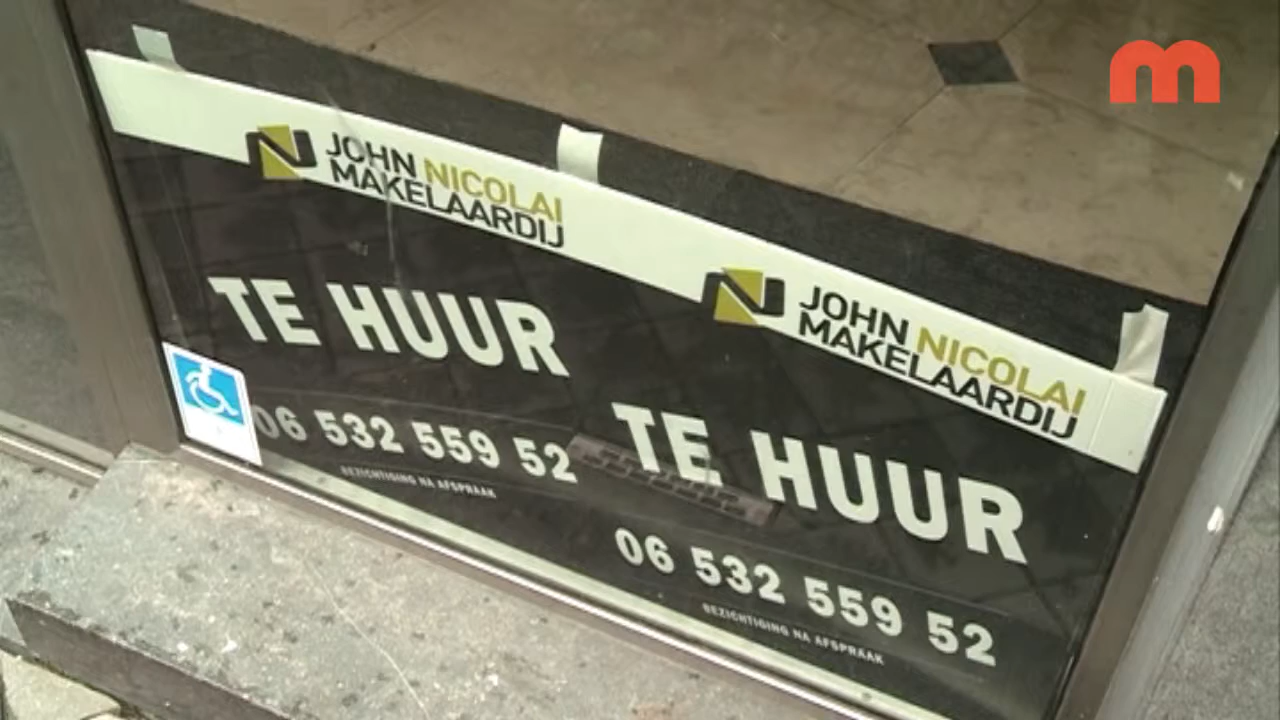 m
JOHN NICOLAI
MAKELAARDIJ
TE HUUR
06 532 559 52
BEZICHTIGING NA AFSPRAAK
JOHN NICOLAI
MAKELAARDIJ
TE HUUR
06 532 559 52
BEZICHTIGING NA AFSPRAAK